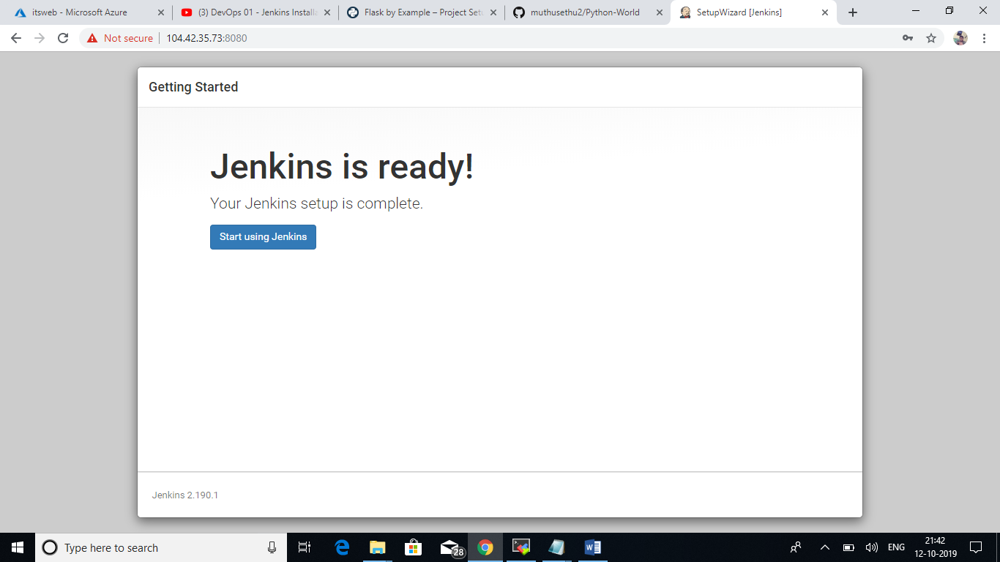 itsweb - Microsoft Azure
(3) DevOps 01 - Jenkins Installa
Flask by Example – Project Setu
muthusethu2/Python-World
SetupWizard [Jenkins]
Not secure
104.42.35.73:8080
Getting Started
Jenkins is ready!
Your Jenkins setup is complete.
Start using Jenkins
Jenkins 2.190.1
Type here to search
28
ENG
21:42
12-10-2019